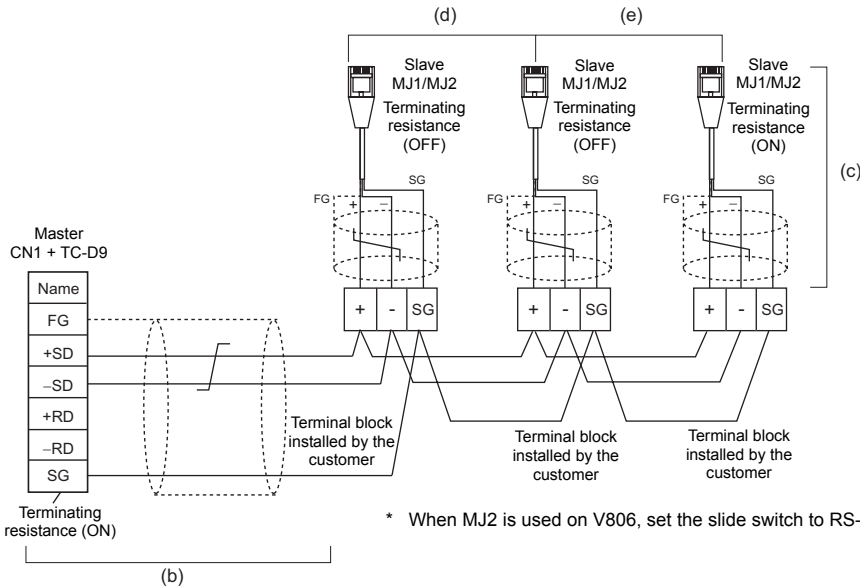 (d)
(e)
Slave
MJ1/MJ2
Terminating
resistance
(OFF)
Slave
MJ1/MJ2
Terminating
resistance
(OFF)
Slave
MJ1/MJ2
Terminating
resistance
(ON)
(c)
SG
FG
+
−
SG
FG
+
−
SG
FG
+
−
Master
CN1 + TC-D9
Name
FG
+SD
−SD
+RD
−RD
SG
+ - SG
+ - SG
+ - SG
Terminal block
installed by the
customer
Terminal block
installed by the
customer
Terminal block
installed by the
customer
Terminating
resistance (ON)
* When MJ2 is used on V806, set the slide switch to RS-
(b)